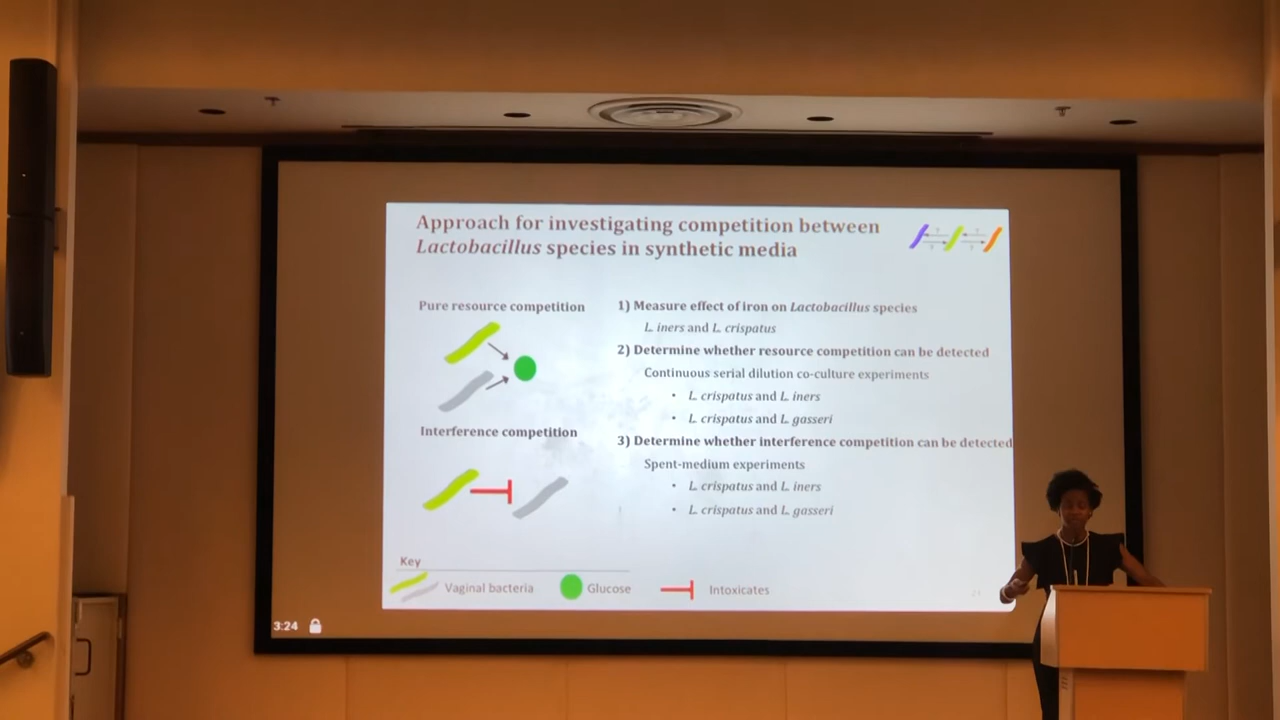 Approach for investigating competition between
Lactobacillus species in synthetic media
Pure resource competition
Interference competition
1) Measure effect of iron on Lactobacillus species
L. iners and L. crispatus
2) Determine whether resource competition can be detected
Continuous serial dilution co-culture experiments
• L. crispatus and L. iners
• L. crispatus and L. gasseri
3) Determine whether interference competition can be detected
Spent-medium experiments
• L. crispatus and L. iners
• L. crispatus and L. gasseri
Key
Vaginal bacteria
Glucose
Intoxicates
3:24